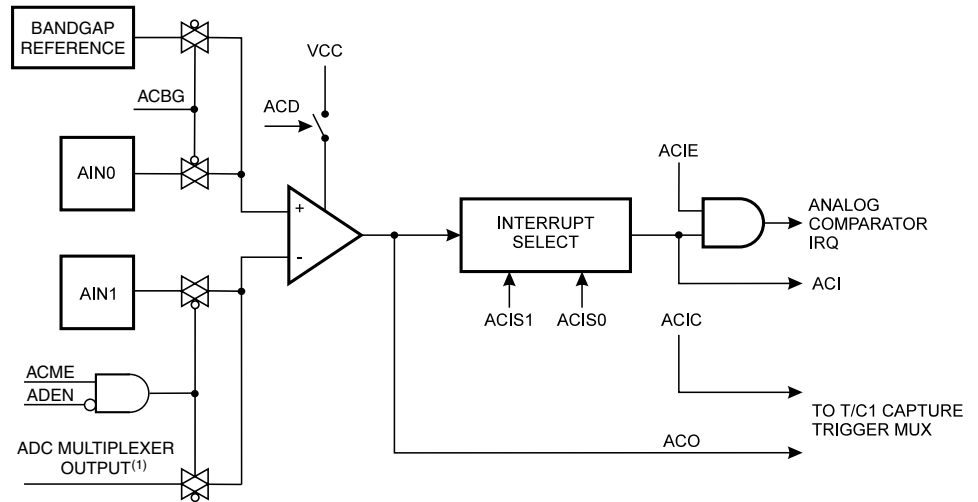 BANDGAP
REFERENCE
ACBG
VCC
ACD
AIN0
+
-
AIN1
ACME
ADEN
ADC MULTIPLEXER
OUTPUT(1)
INTERRUPT
SELECT
ACIS1 ACIS0
ACIE
ANALOG
COMPARATOR
IRQ
ACI
ACIC
TO T/C1 CAPTURE
TRIGGER MUX
ACO